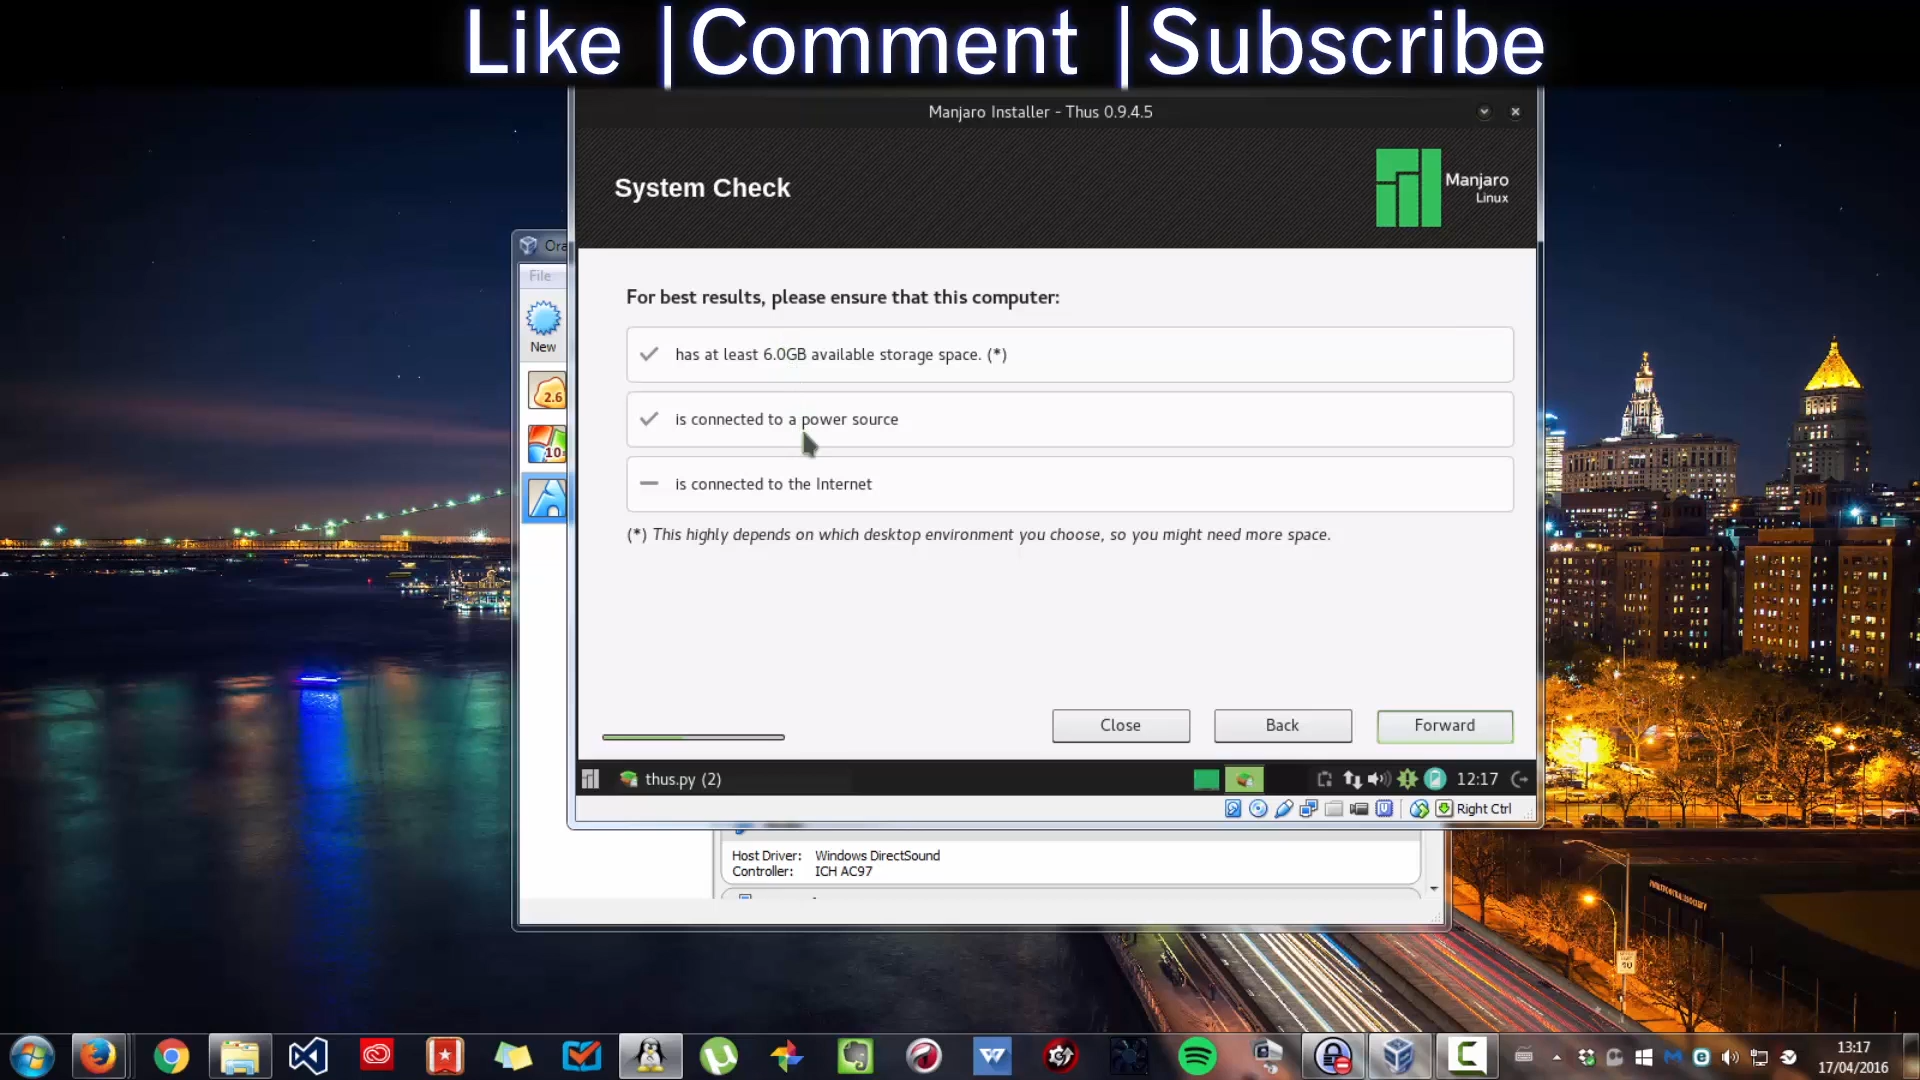 Like |Comment |Subscribe
Manjaro Installer - Thus 0.9.4.5
System Check
Manjaro
Linux
Ora
File
New
2.6
10
For best results, please ensure that this computer:
has at least 6.0GB available storage space. (*)
is connected to a power source
is connected to the Internet
(*) This highly depends on which desktop environment you choose, so you might need more space.
Close
Back
Forward
thus.py (2)
12:17
Right Ctrl
Host Driver: Windows DirectSound
Controller: ICH AC97
13:17
17/04/2016